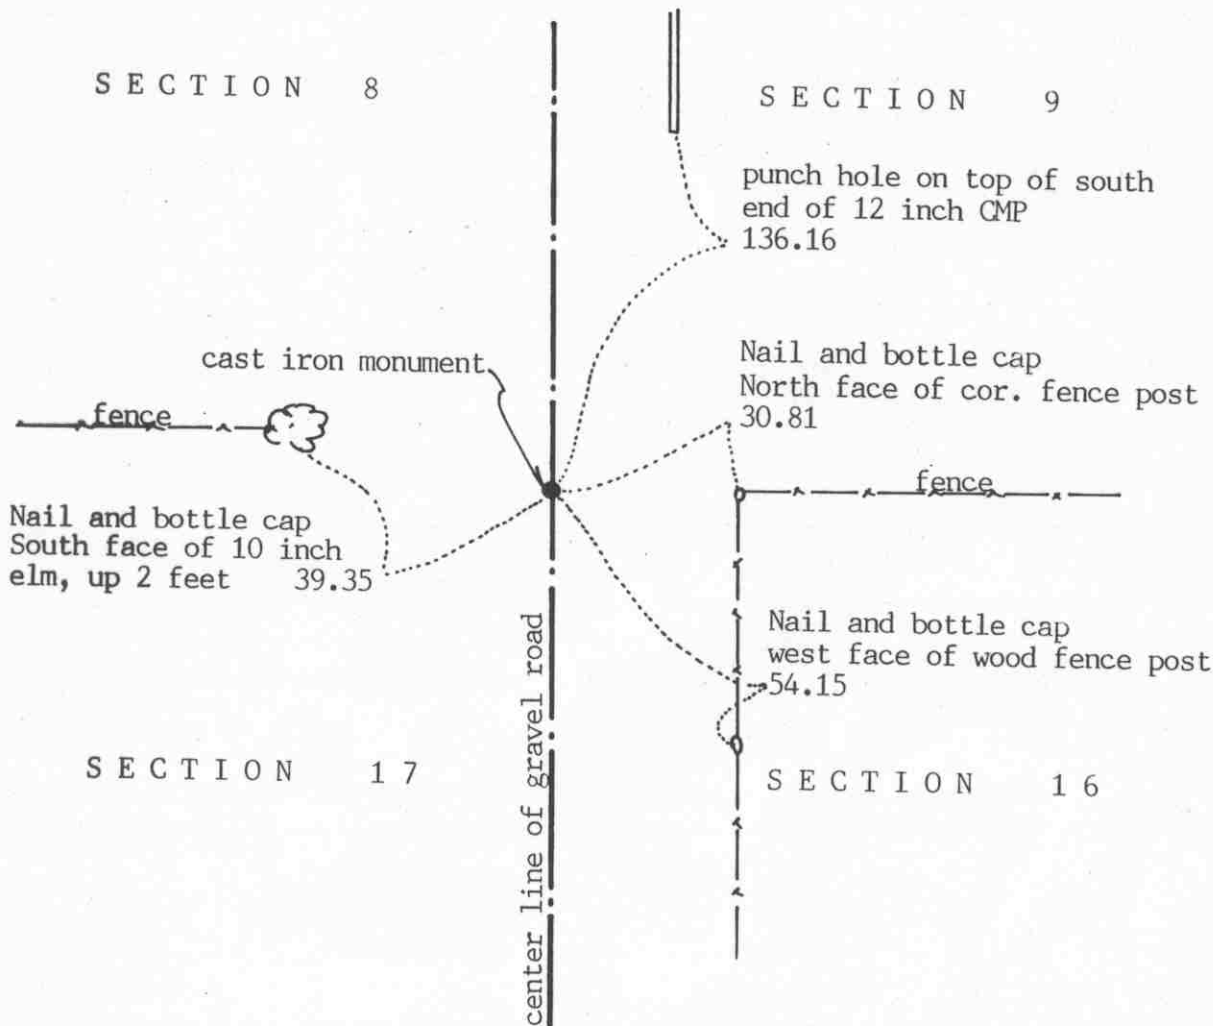 SECTION 8
SECTION 9
punch hole on top of south
end of 12 inch CMP
136.16
cast iron monument
Nail and bottle cap
North face of cor. fence post
30.81
fence
fence
Nail and bottle cap
South face of 10 inch
elm, up 2 feet 39.35
Nail and bottle cap
west face of wood fence post
54.15
SECTION 17
SECTION 16
center line of gravel road